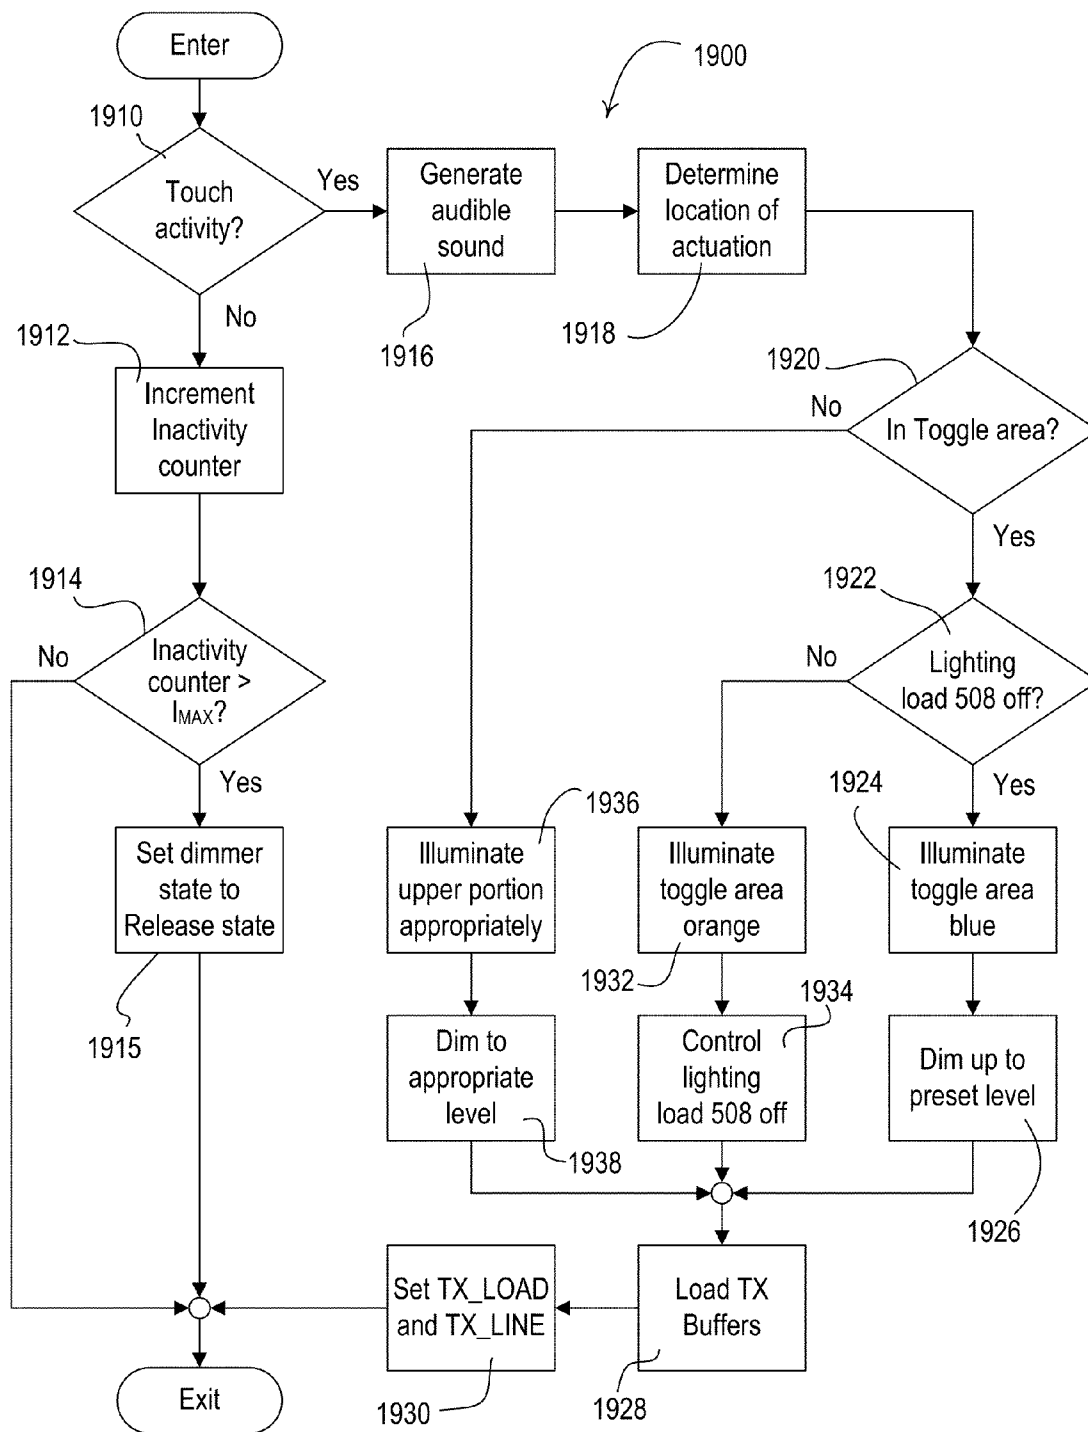 Enter
1900
1910
Touch
activity?
Yes
Generate
audible
sound
1916
Determine
location of
actuation
1918
No
1912
Increment
Inactivity
counter
1920
No
In Toggle area?
Yes
1914
No
Inactivity
counter >
IMAX?
Yes
1922
No
Lighting
load 508 off?
Yes
1924
1936
Set dimmer
state to
Release state
1915
Illuminate
upper portion
appropriately
Illuminate
toggle area
orange
1932
Illuminate
toggle area
blue
1934
Dim to
appropriate
level
1938
Control
lighting
load 508 off
Dim up to
preset level
1926
Set TX_LOAD
and TX_LINE
1930
Load TX
Buffers
1928
Exit